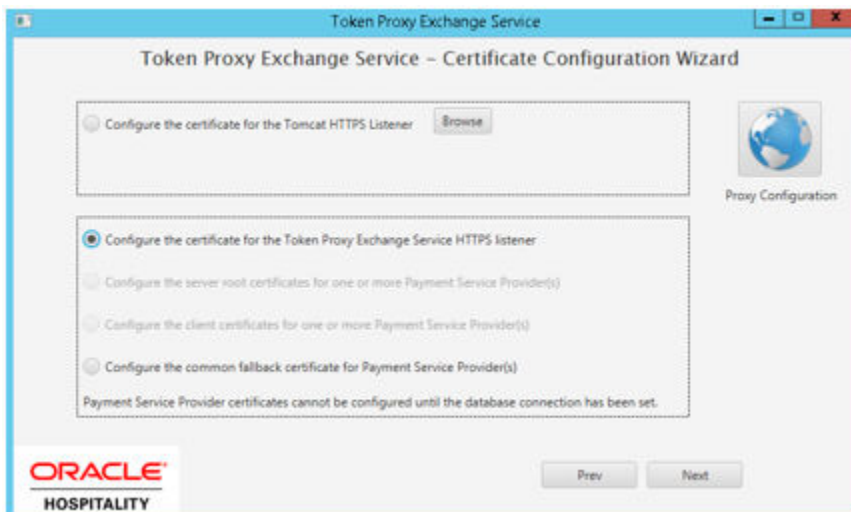 Token Proxy Exchange Service
Token Proxy Exchange Service – Certificate Configuration Wizard
Configure the certificate for the Tomcat HTTPS Listener
Browse
Proxy Configuration
Configure the certificate for the Token Proxy Exchange Service HTTPS listener
Configure the server root certificates for one or more Payment Service Provider(s)
Configure the client certificates for one or more Payment Service Provider(s)
Configure the common fallback certificate for Payment Service Provider(s)
Payment Service Provider certificates cannot be configured until the database connection has been set.
ORACLE®
HOSPITALITY
Prev
Next